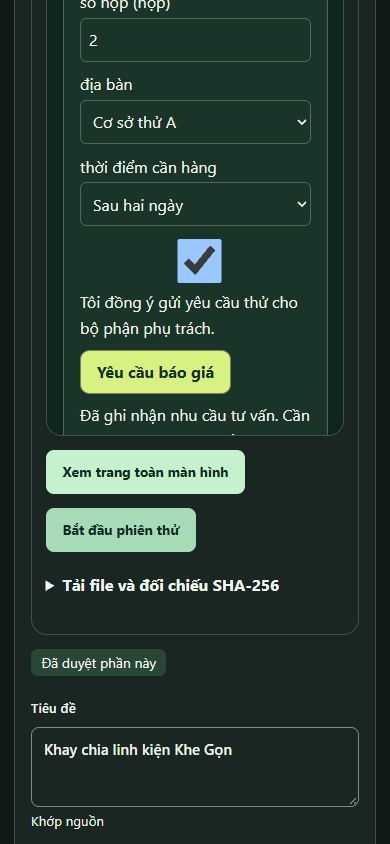 số hộp (hộp)
2
địa bàn
Cơ sở thử A
thời điểm cần hàng
Sau hai ngày
Tôi đồng ý gửi yêu cầu thử cho
bộ phận phụ trách.
Yêu cầu báo giá
Đã ghi nhận nhu cầu tư vấn. Cần
Xem trang toàn màn hình
Bắt đầu phiên thử
Tải file và đối chiếu SHA-256
Đã duyệt phần này
Tiêu đề
Khay chia linh kiện Khe Gọn
Khớp nguồn